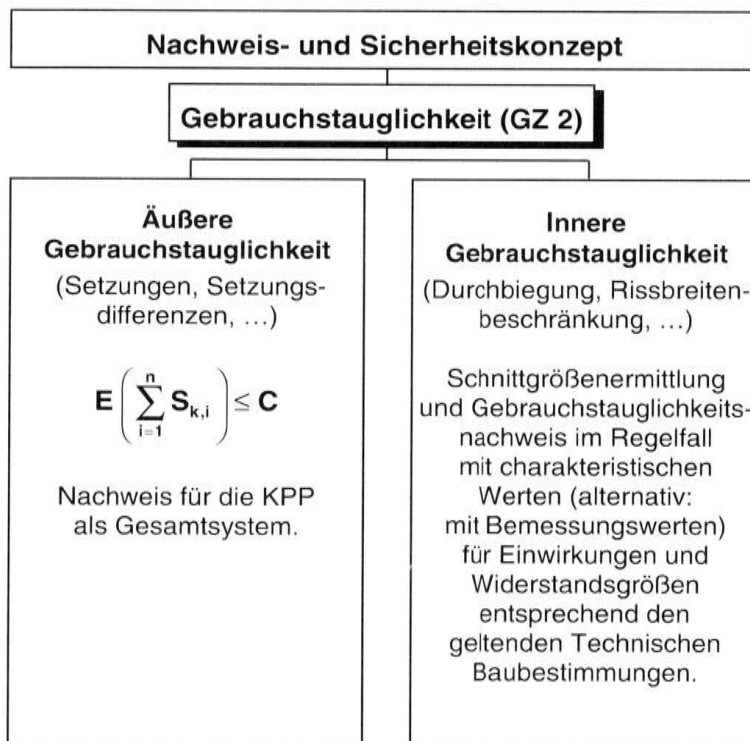 Nachweis- und Sicherheitskonzept
Gebrauchstauglichkeit (GZ 2)
Äußere
Gebrauchstauglichkeit
(Setzungen, Setzungs-
differenzen, ...)
E ( ∑ i=1 n S k,i ) ≤ C
Nachweis für die KPP
als Gesamtsystem.
Innere
Gebrauchstauglichkeit
(Durchbiegung, Rissbreiten-
beschränkung, ...)
Schnittgrößenermittlung
und Gebrauchstauglichkeits-
nachweis im Regelfall
mit charakteristischen
Werten (alternativ:
mit Bemessungswerten)
für Einwirkungen und
Widerstandsgrößen
entsprechend den
geltenden Technischen
Baubestimmungen.